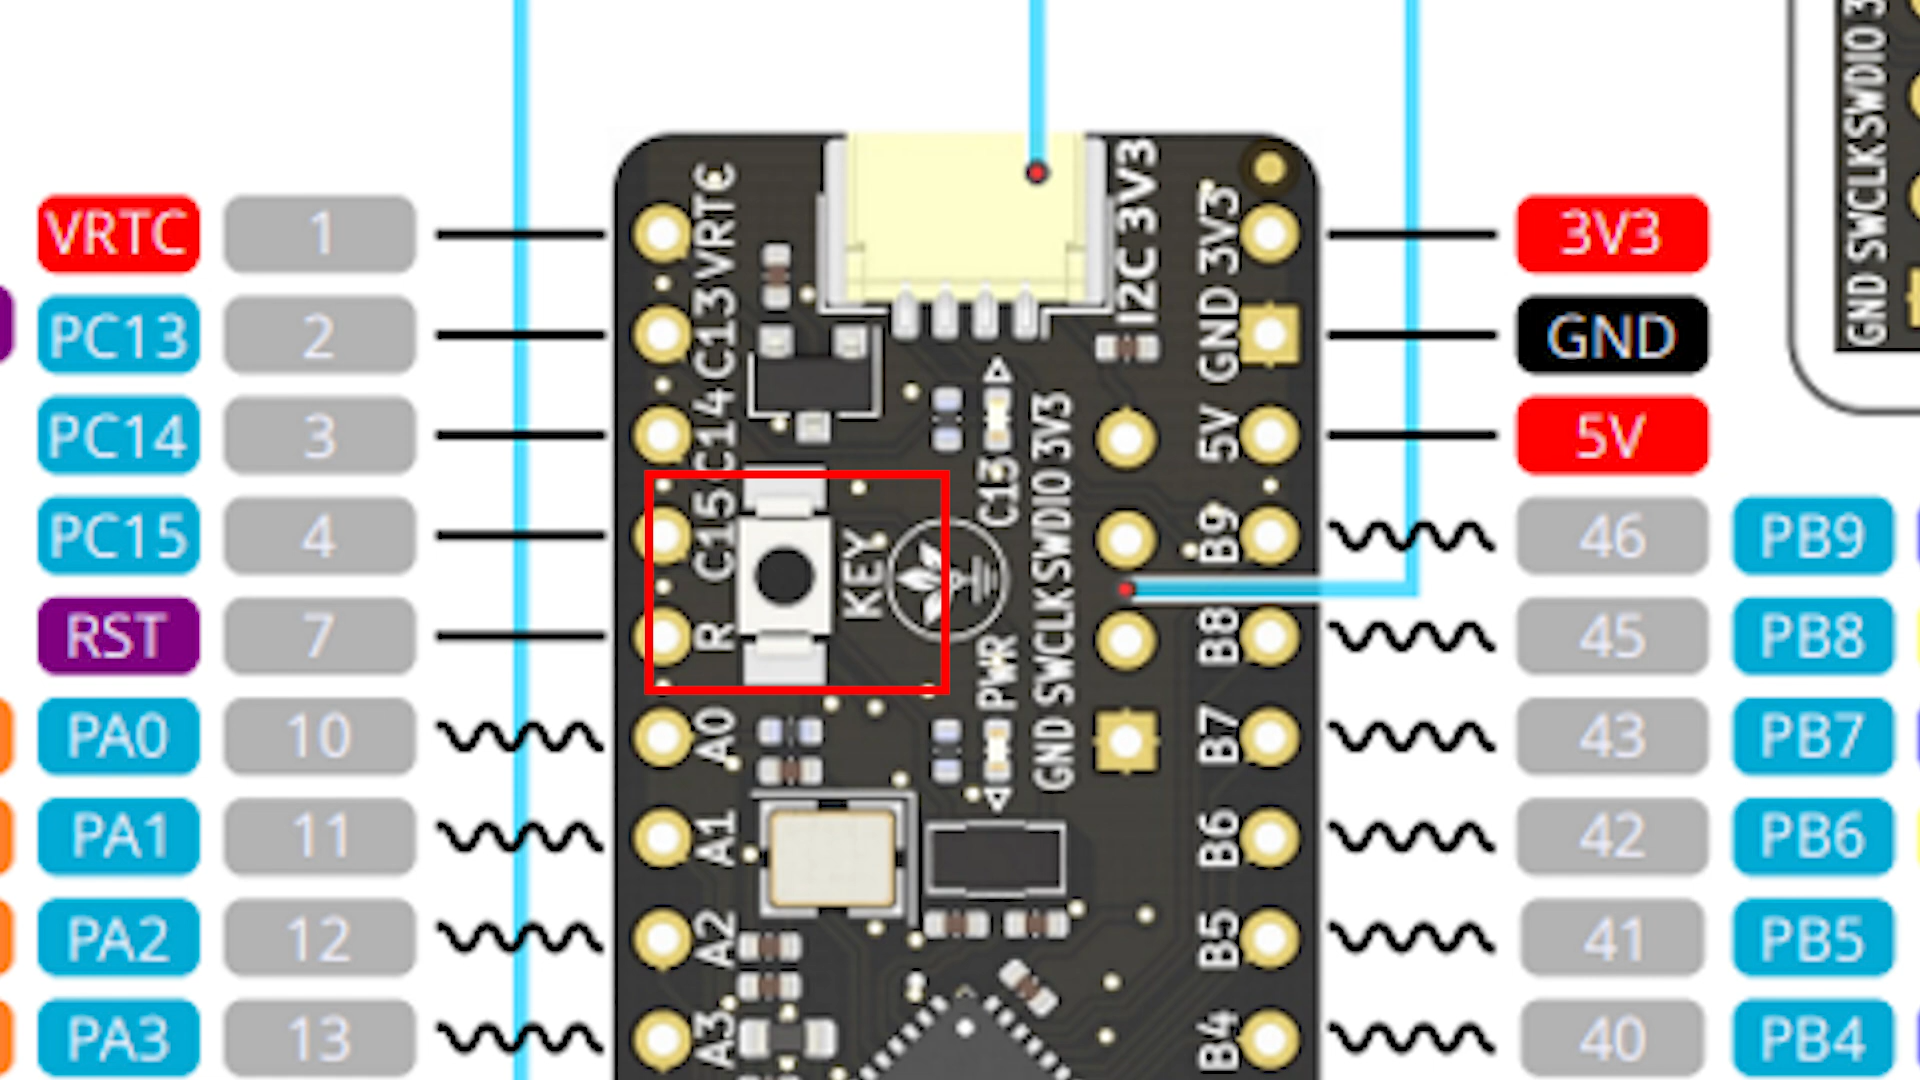 VRTC 1 VRTC I2C 3V3 3V3 3V3
PC13 2 C13 GND GND
PC14 3 C14 5V 5V
PC15 4 C15 KEY C13 GND SWCLK SWDIO 3V3 B9 46 PB9
RST 7 R PWR B8 45 PB8
PA0 10 A0 B7 43 PB7
PA1 11 A1 B6 42 PB6
PA2 12 A2 B5 41 PB5
PA3 13 A3 B4 40 PB4
GND SWCLK SWDIO